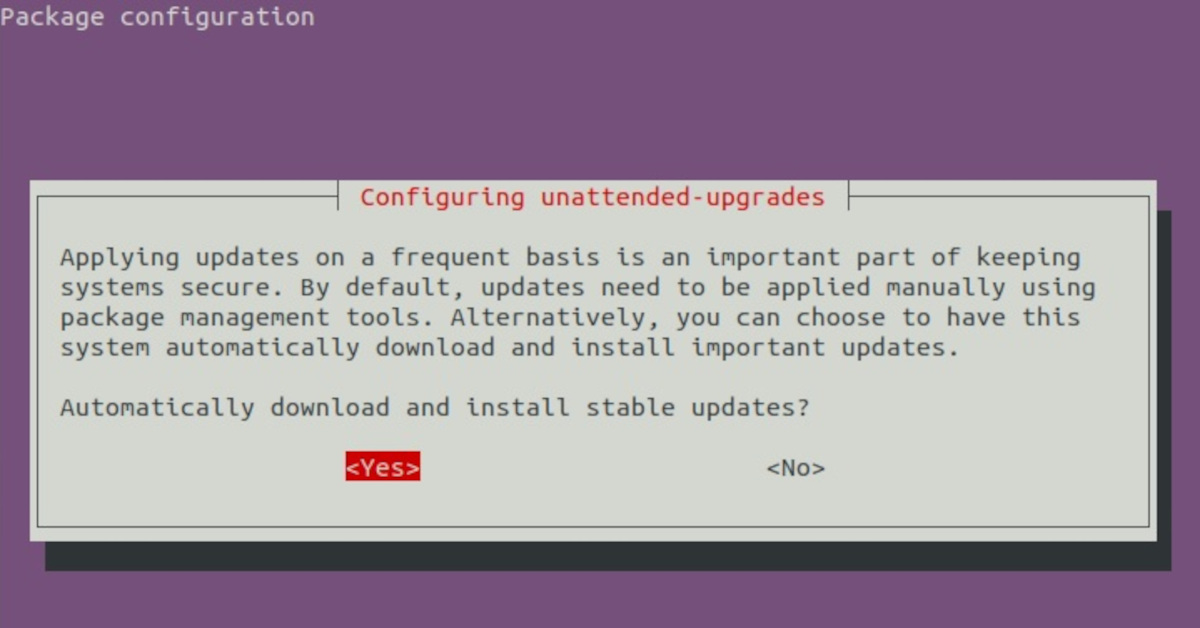 Package configuration
Configuring unattended-upgrades
Applying updates on a frequent basis is an important part of keeping
systems secure. By default, updates need to be applied manually using
package management tools. Alternatively, you can choose to have this
system automatically download and install important updates.
Automatically download and install stable updates?
<Yes> <No>